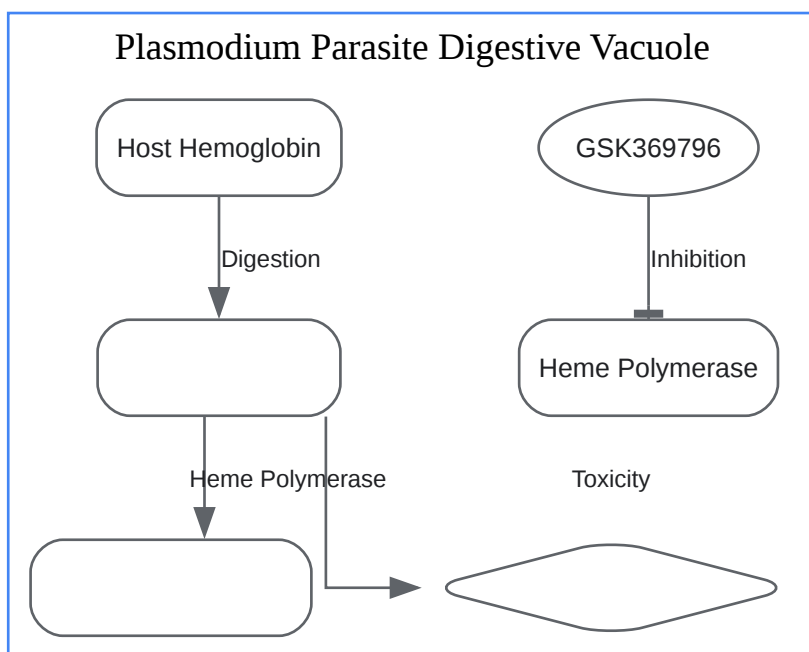 Plasmodium Parasite Digestive Vacuole
Host Hemoglobin
GSK369796
Digestion
Inhibition
Heme Polymerase
Heme Polymerase
Toxicity